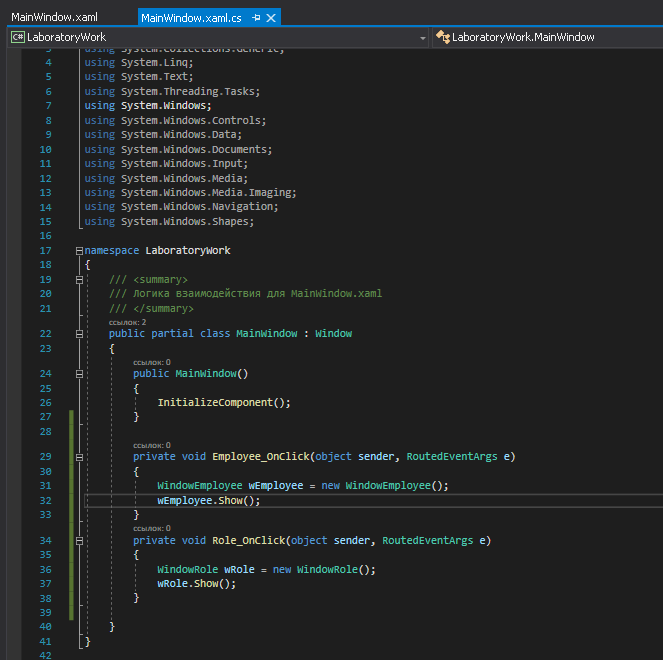 MainWindow.xaml MainWindow.xaml.cs
C# LaboratoryWork LaboratoryWork.MainWindow
3 using System.Collections.Generic;
4 using System.Linq;
5 using System.Text;
6 using System.Threading.Tasks;
7 using System.Windows;
8 using System.Windows.Controls;
9 using System.Windows.Data;
10 using System.Windows.Documents;
11 using System.Windows.Input;
12 using System.Windows.Media;
13 using System.Windows.Media.Imaging;
14 using System.Windows.Navigation;
15 using System.Windows.Shapes;
16
17 namespace LaboratoryWork
18 {
19 /// <summary>
20 /// Логика взаимодействия для MainWindow.xaml
21 /// </summary>
ссылок: 2
22 public partial class MainWindow : Window
23 {
ссылок: 0
24 public MainWindow()
25 {
26 InitializeComponent();
27 }
28
ссылок: 0
29 private void Employee_OnClick(object sender, RoutedEventArgs e)
30 {
31 WindowEmployee wEmployee = new WindowEmployee();
32 wEmployee.Show();
33 }
ссылок: 0
34 private void Role_OnClick(object sender, RoutedEventArgs e)
35 {
36 WindowRole wRole = new WindowRole();
37 wRole.Show();
38 }
39
40 }
41 }
42